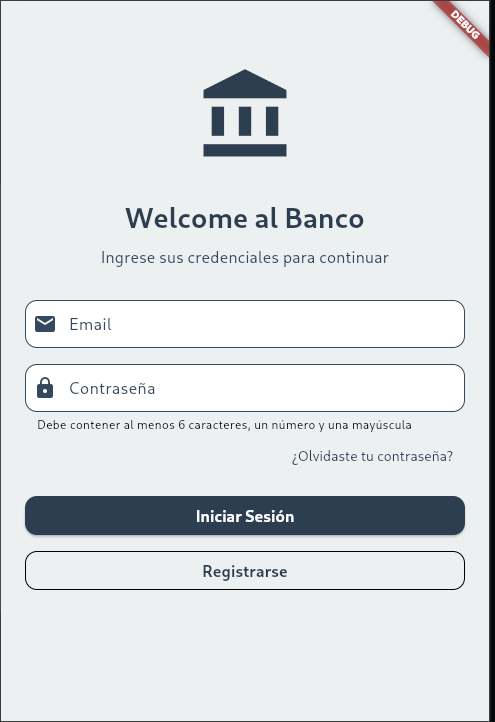 DEBUG
Welcome al Banco
Ingrese sus credenciales para continuar
Email
Contraseña
Debe contener al menos 6 caracteres, un número y una mayúscula
¿Olvidaste tu contraseña?
Iniciar Sesión
Registrarse